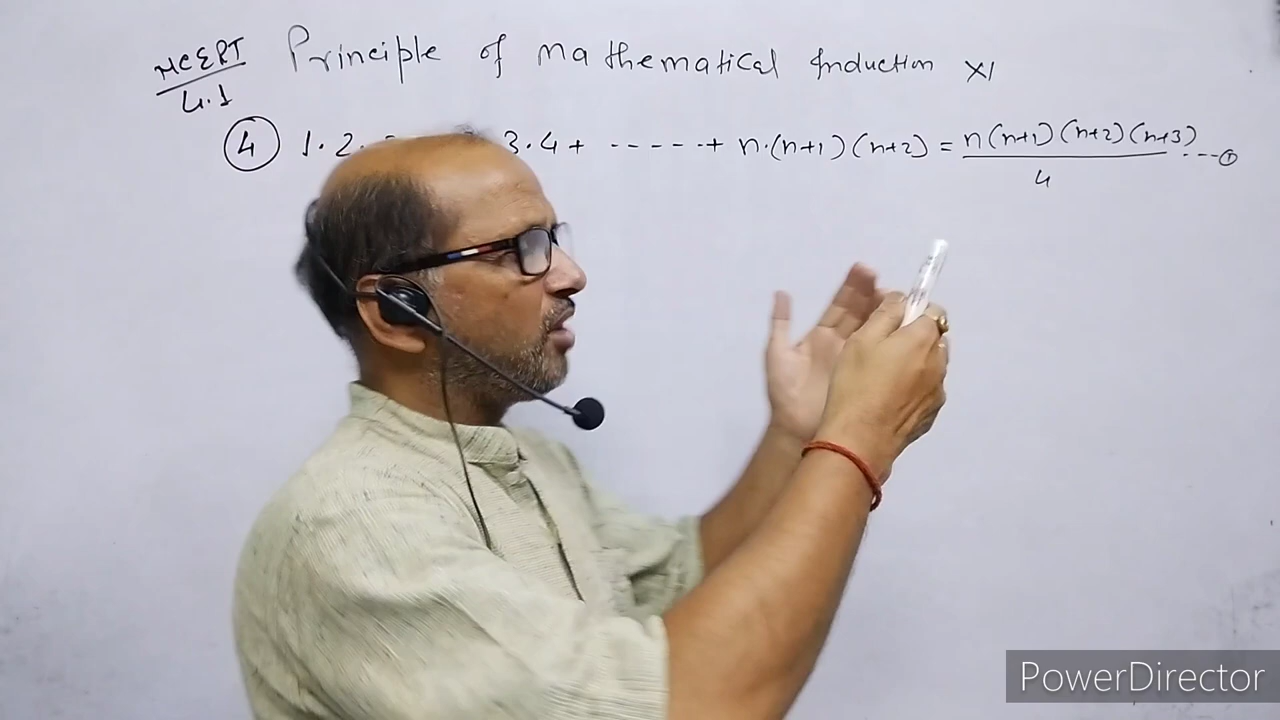 NCERT Principle of Mathematical Induction XI
4.1
4 1.2. 3.4 + ----- + n.(n+1)(n+2) = n(n+1)(n+2)(n+3)/4 ---①
PowerDirector